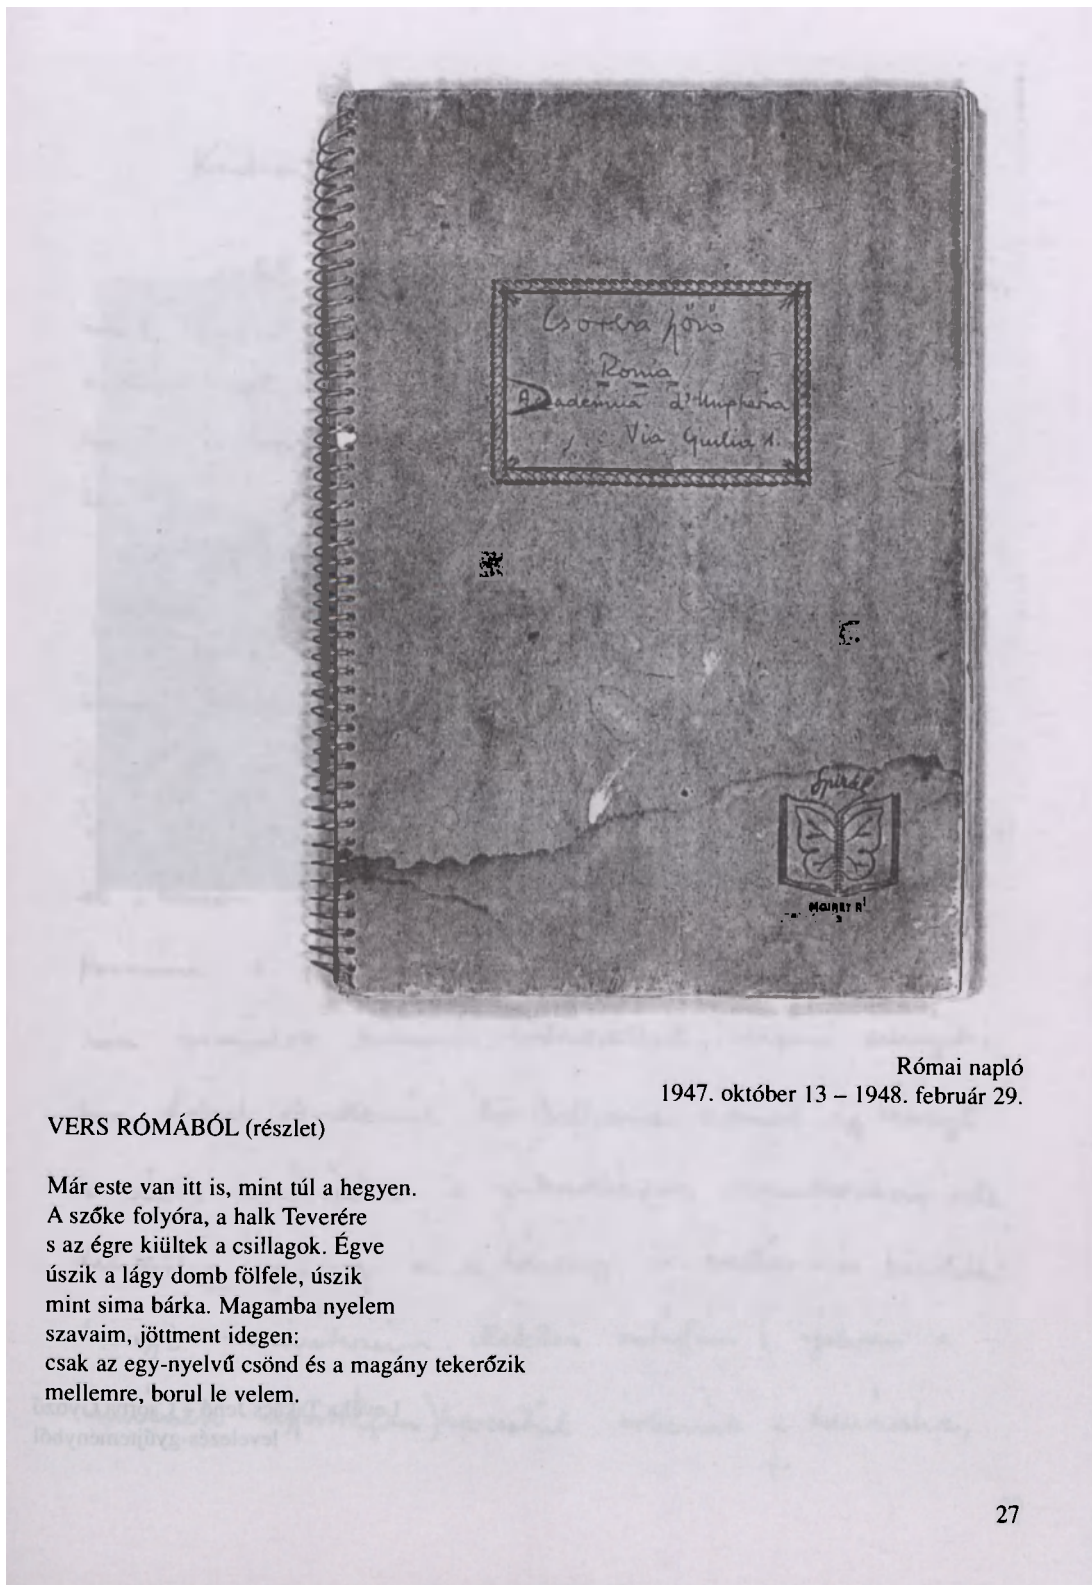 Csorba Győző
Roma
Accademia d'Ungheria
Via Giulia 1.
Spirál
Római napló
1947. október 13 – 1948. február 29.
VERS RÓMÁBÓL (részlet)
Már este van itt is, mint túl a hegyen.
A szőke folyóra, a halk Teverére
s az égre kiültek a csillagok. Égve
úszik a lágy domb fölfele, úszik
mint sima bárka. Magamba nyelem
szavaim, jöttment idegen:
csak az egy-nyelvű csönd és a magány tekerőzik
mellemre, borul le velem.
27